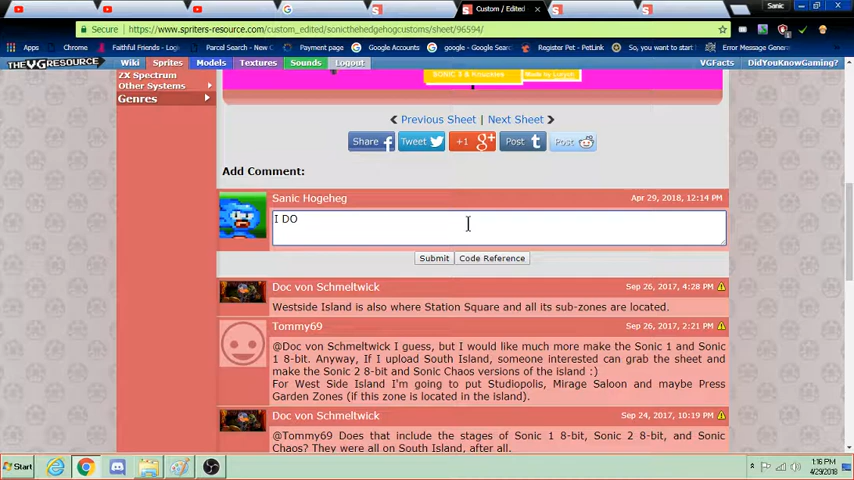 Custom / Edited
Sanic
Secure | https://www.spriters-resource.com/custom_edited/sonicthehedgehogcustoms/sheet/96594/
Apps Chrome Faithful Friends - Log Parcel Search - New C Payment page Google Accounts google - Google Sear Register Pet - PetLink So, you want to start Error Message Gener
THE VG RESOURCE Wiki Sprites Models Textures Sounds Logout VGFacts DidYouKnowGaming?
ZX Spectrum
Other Systems
Genres
SONIC 3 & Knuckles
Previous Sheet | Next Sheet
Share Tweet +1 Post Post
Add Comment:
Sanic Hogeheg Apr 29, 2018, 12:14 PM
I DO
Submit Code Reference
Doc von Schmeltwick Sep 26, 2017, 4:28 PM
Westside Island is also where Station Square and all its sub-zones are located.
Tommy69 Sep 26, 2017, 2:21 PM
@Doc von Schmeltwick I guess, but I would like much more make the Sonic 1 and Sonic
1 8-bit. Anyway, If I upload South Island, someone interested can grab the sheet and
make the Sonic 2 8-bit and Sonic Chaos versions of the island :)
For West Side Island I'm going to put Studiopolis, Mirage Saloon and maybe Press
Garden Zones (if this zone is located in the island).
Doc von Schmeltwick Sep 24, 2017, 10:19 PM
@Tommy69 Does that include the stages of Sonic 1 8-bit, Sonic 2 8-bit, and Sonic
Chaos? They were all on South Island, after all.
Start
1:16 PM
4/29/2018